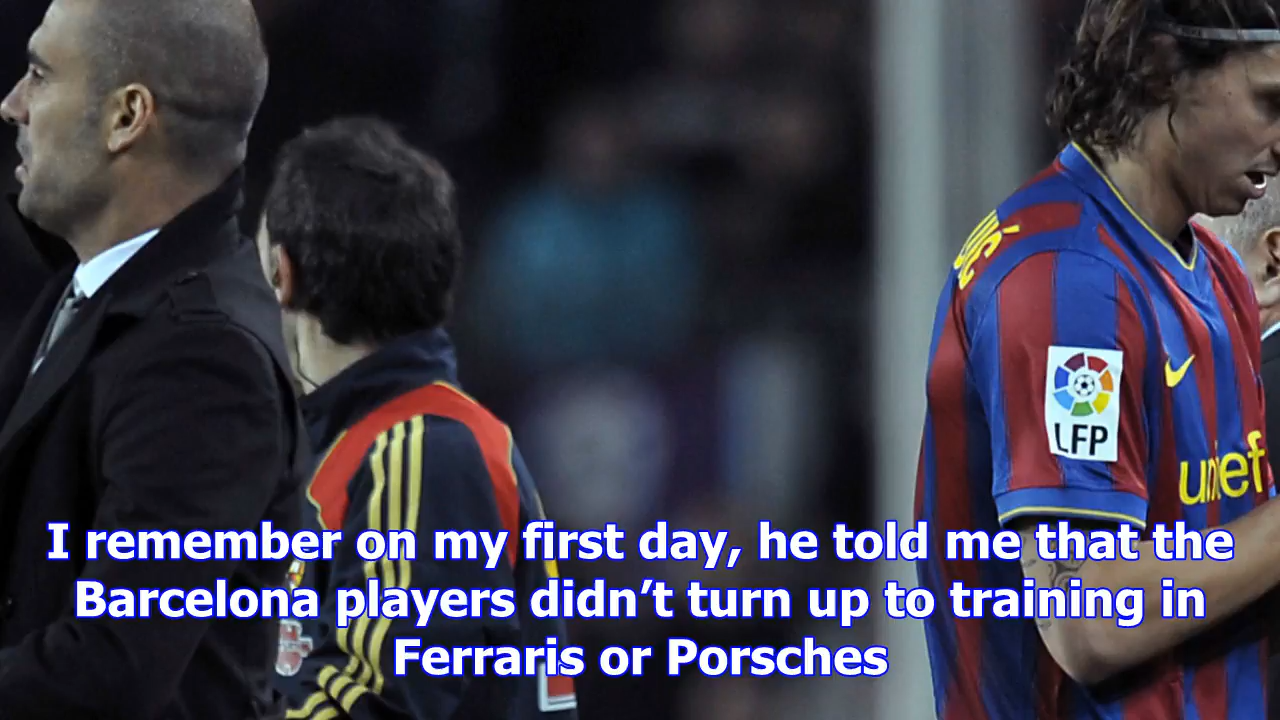 LFP
unicef
I remember on my first day, he told me that the
Barcelona players didn’t turn up to training in
Ferraris or Porsches